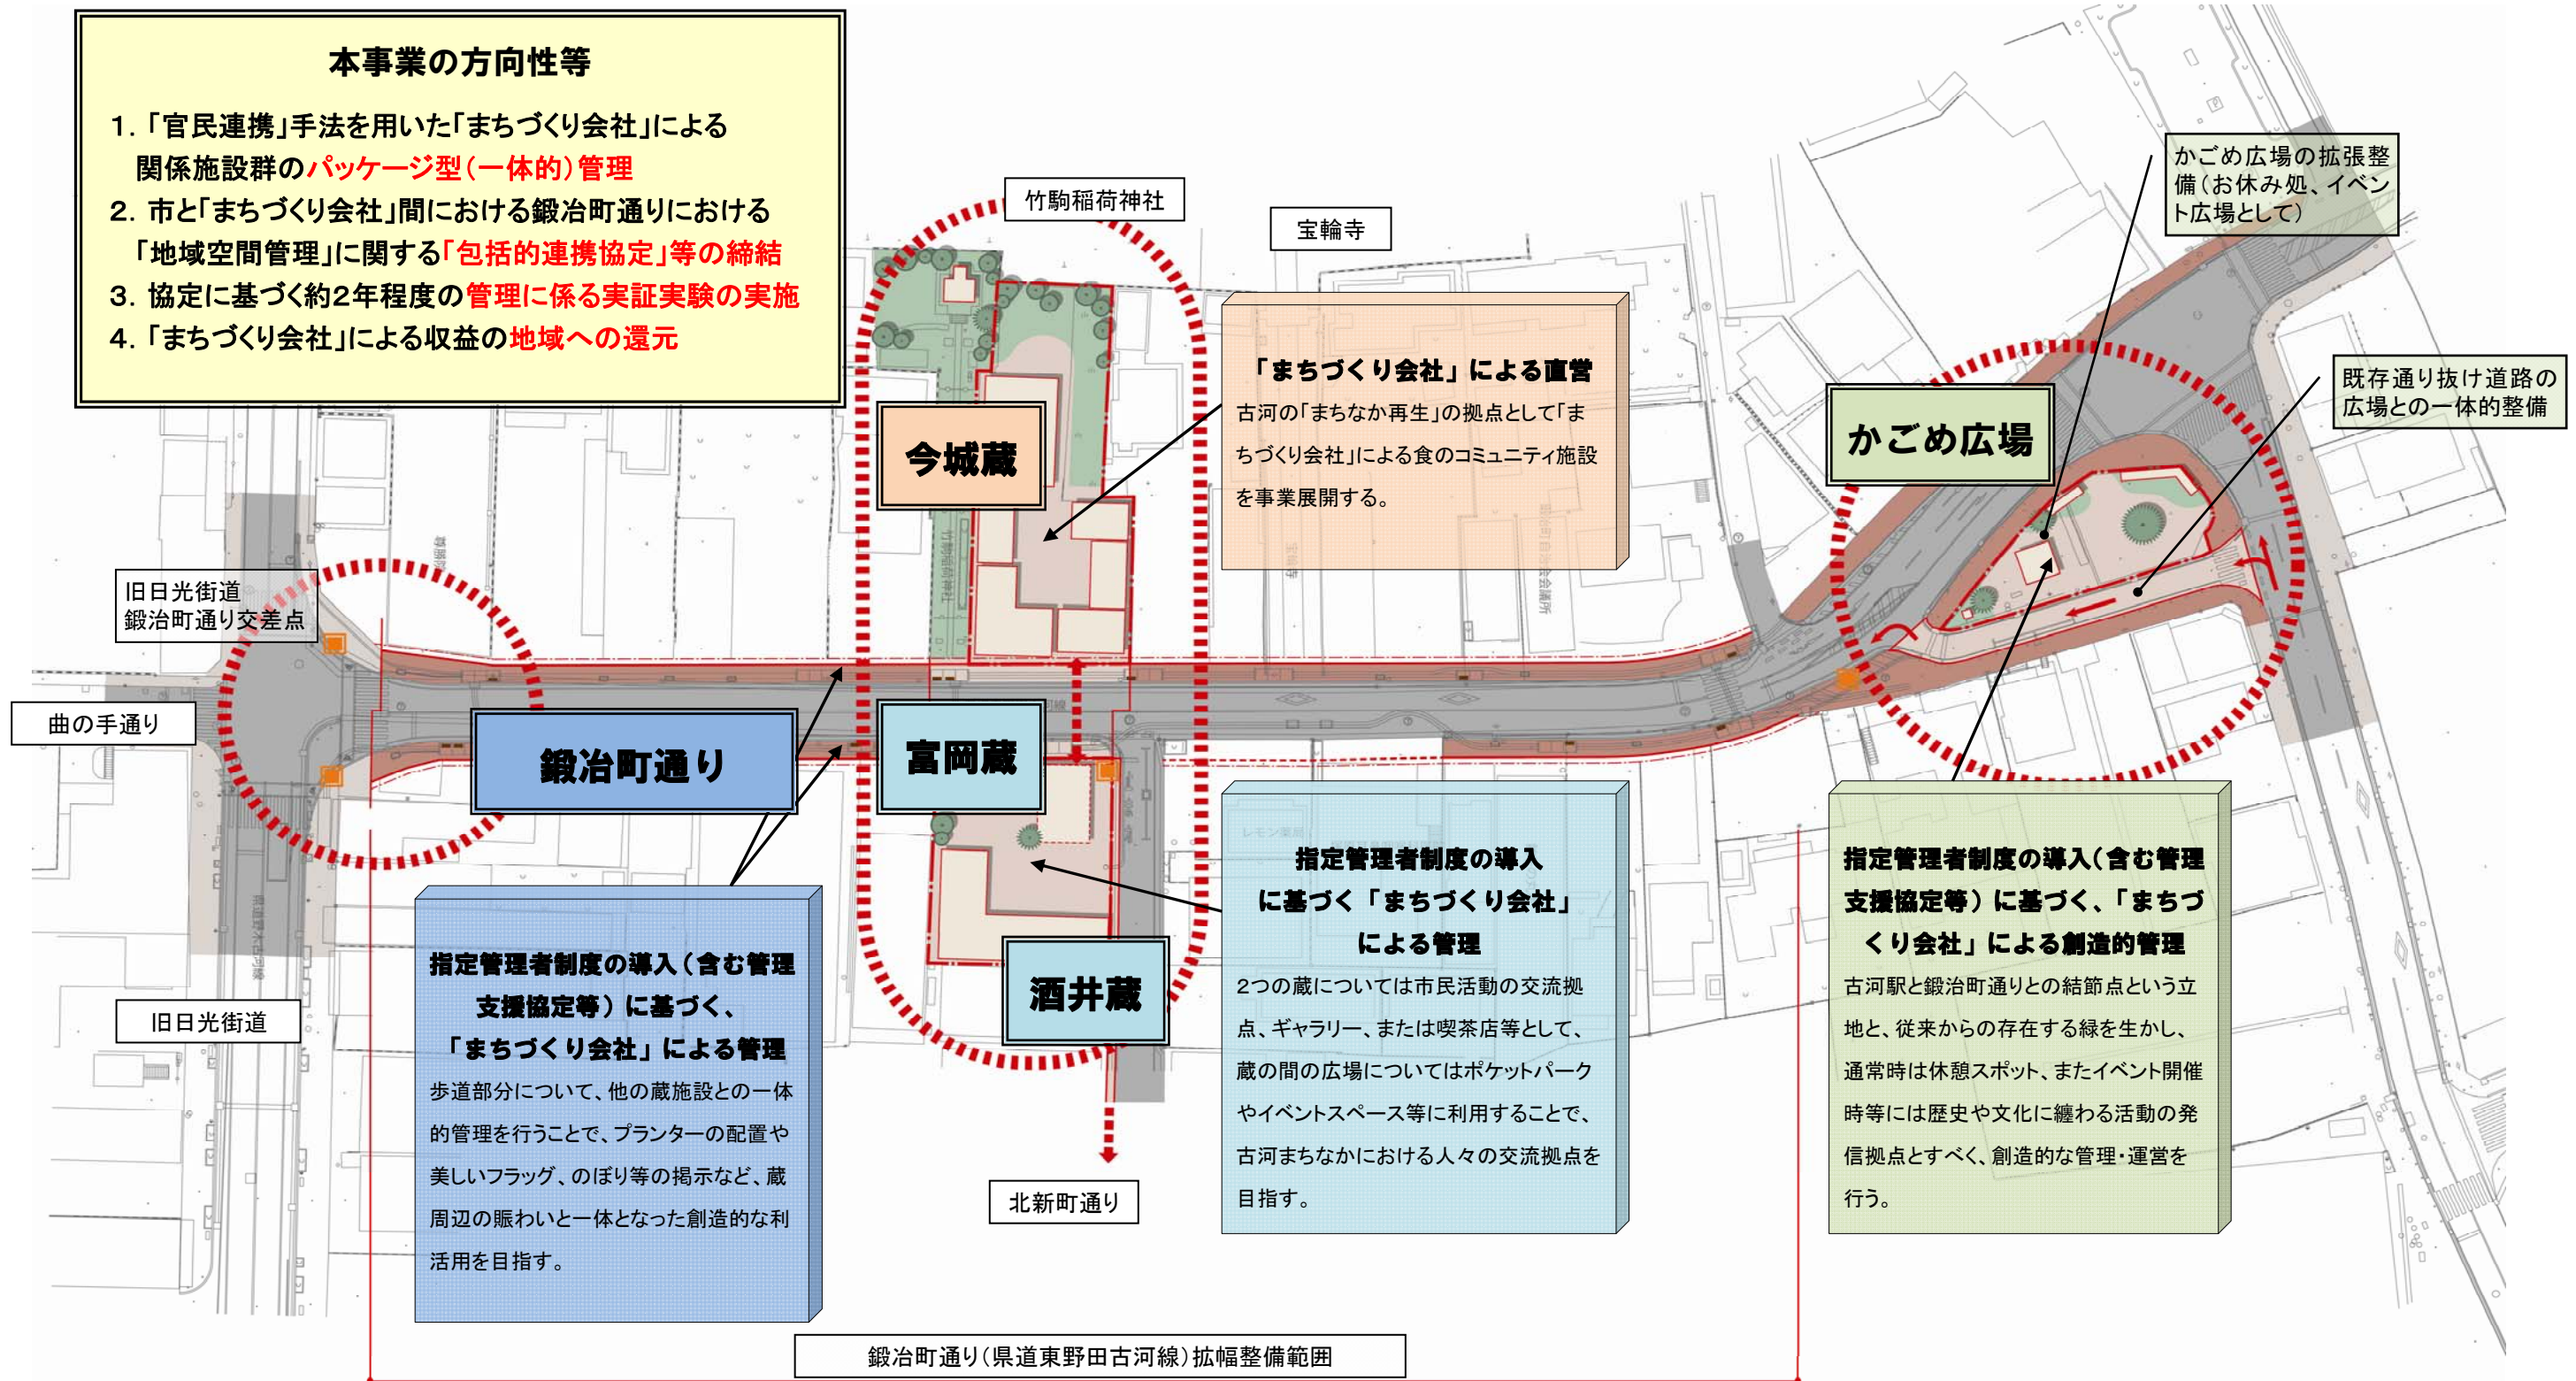 本事業の方向性等
1. 「官民連携」手法を用いた「まちづくり会社」による
関係施設群のパッケージ型（一体的）管理
2. 市と「まちづくり会社」間における鍛冶町通りにおける
「地域空間管理」に関する「包括的連携協定」等の締結
3. 協定に基づく約2年程度の管理に係る実証実験の実施
4. 「まちづくり会社」による収益の地域への還元
竹駒稲荷神社
宝輪寺
かごめ広場の拡張整
備（お休み処、イベン
ト広場として）
既存通り抜け道路の
広場との一体的整備
「まちづくり会社」による直営
古河の「まちなか再生」の拠点として「ま
ちづくり会社」による食のコミュニティ施設
を事業展開する。
今城蔵
かごめ広場
旧日光街道
鍛冶町通り交差点
曲の手通り
鍛冶町通り
富岡蔵
酒井蔵
旧日光街道
北新町通り
尊勝院
竹駒稲荷神社
宝輪寺
レモン薬局
県道野木古河線
指定管理者制度の導入（含む管理
支援協定等）に基づく、
「まちづくり会社」による管理
歩道部分について、他の蔵施設との一体
的管理を行うことで、プランターの配置や
美しいフラッグ、のぼり等の掲示など、蔵
周辺の賑わいと一体となった創造的な利
活用を目指す。
指定管理者制度の導入
に基づく「まちづくり会社」
による管理
2つの蔵については市民活動の交流拠
点、ギャラリー、または喫茶店等として、
蔵の間の広場についてはポケットパーク
やイベントスペース等に利用することで、
古河まちなかにおける人々の交流拠点を
目指す。
指定管理者制度の導入（含む管理
支援協定等）に基づく、「まちづ
くり会社」による創造的管理
古河駅と鍛冶町通りとの結節点という立
地と、従来からの存在する緑を生かし、
通常時は休憩スポット、またイベント開催
時等には歴史や文化に纏わる活動の発
信拠点とすべく、創造的な管理・運営を
行う。
鍛冶町通り（県道東野田古河線）拡幅整備範囲